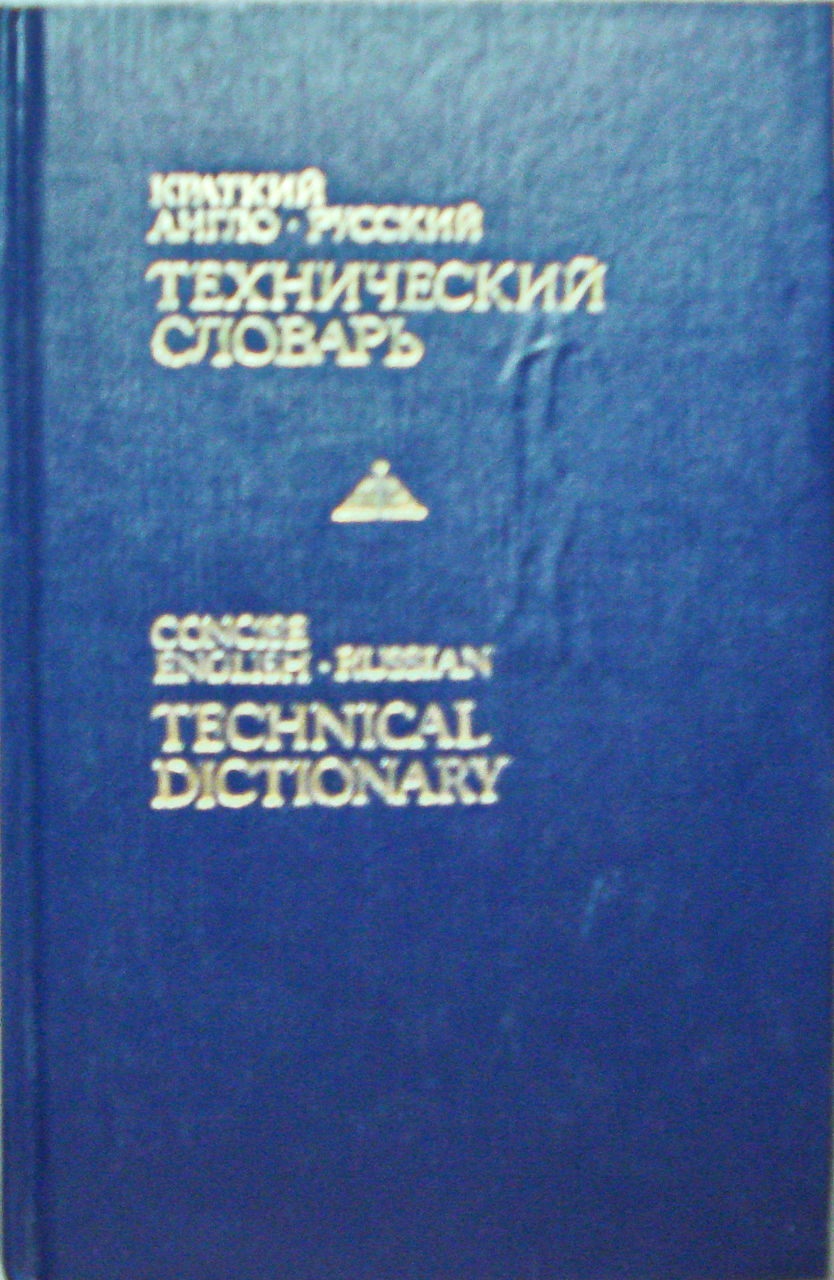 КРАТКИЙ
АНГЛО · РУССКИЙ
ТЕХНИЧЕСКИЙ
СЛОВАРЬ
CONCISE
ENGLISH · RUSSIAN
TECHNICAL
DICTIONARY